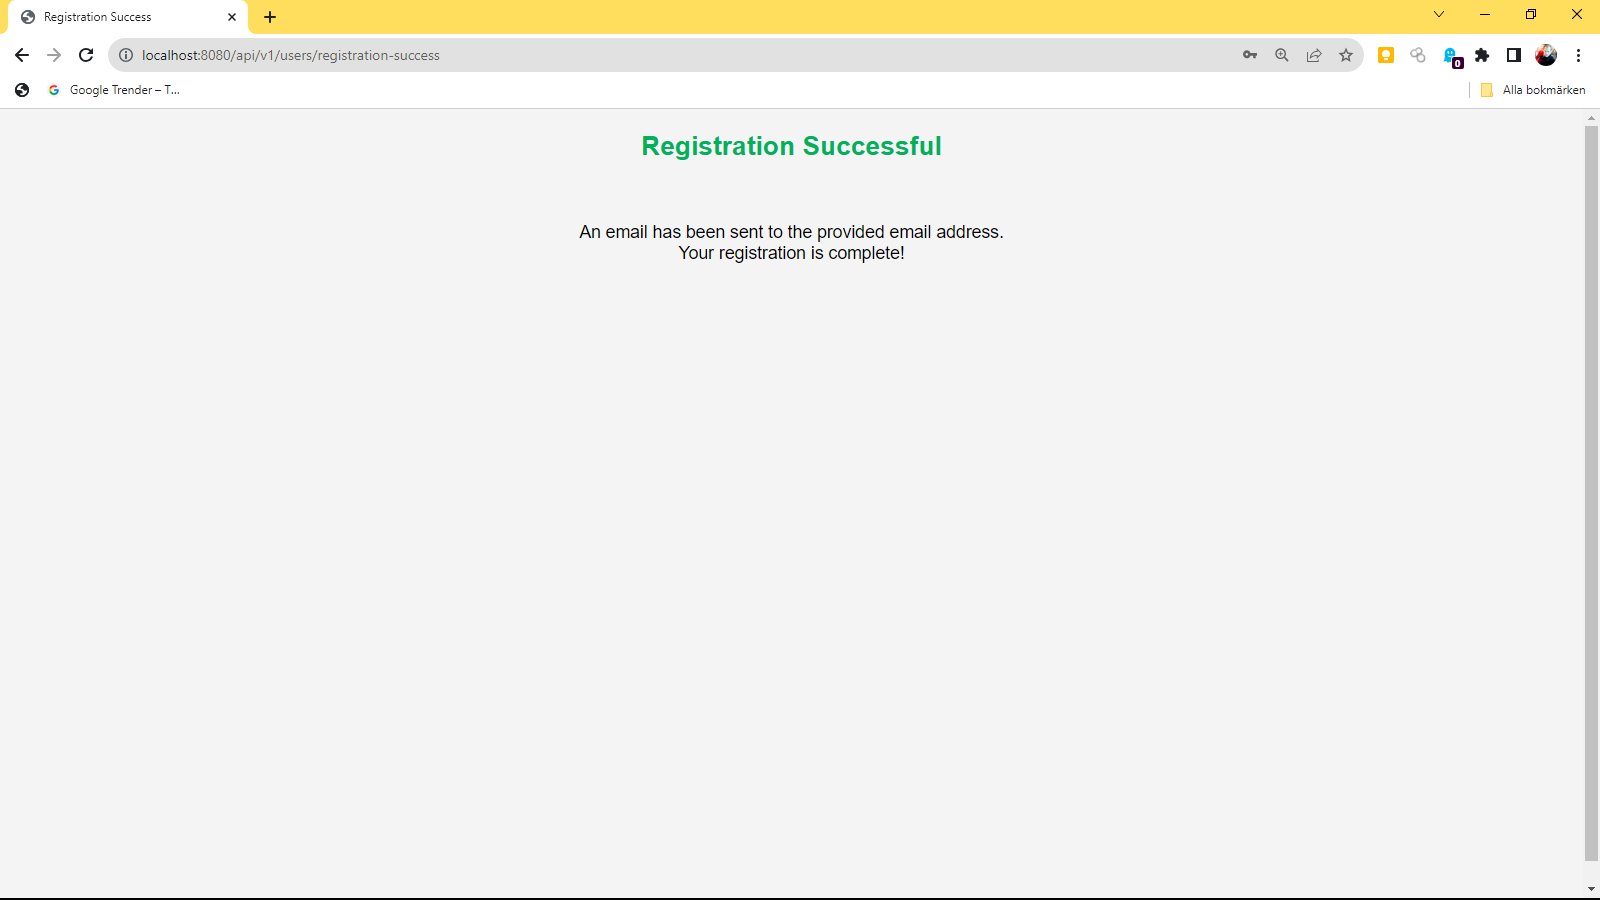 Registration Success
localhost:8080/api/v1/users/registration-success
0
Google Trender – T...
Alla bokmärken
Registration Successful
An email has been sent to the provided email address.
Your registration is complete!